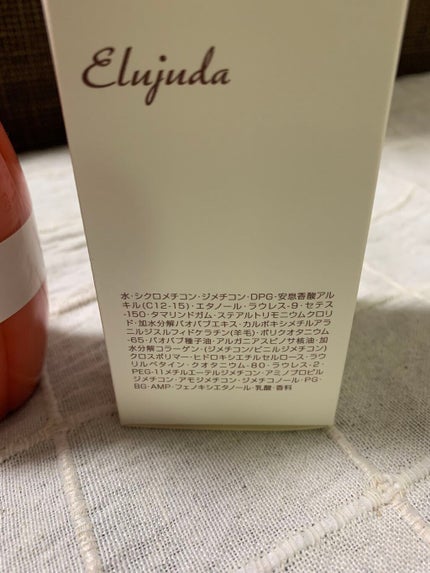 Elujuda
水・シクロメチコン・ジメチコン・DPG・安息香酸アル
キル(C12-15)・エタノール・ラウレス-9・セテス
-150・タマリンドガム・ステアルトリモニウムクロリ
ド・加水分解バオバブエキス・カルボキシメチルアラ
ニルジスルフィドケラチン(羊毛)・ポリクオタニウム
-65・バオバブ種子油・アルガニアスピノサ核油・加
水分解コラーゲン・(ジメチコン/ビニルジメチコン)
クロスポリマー・ヒドロキシエチルセルロース・ラウ
リルベタイン・クオタニウム-80・ラウレス-2・
PEG-11メチルエーテルジメチコン・アミノプロピル
ジメチコン・アモジメチコン・ジメチコノール・PG・
BG・AMP・フェノキシエタノール・乳酸・香料